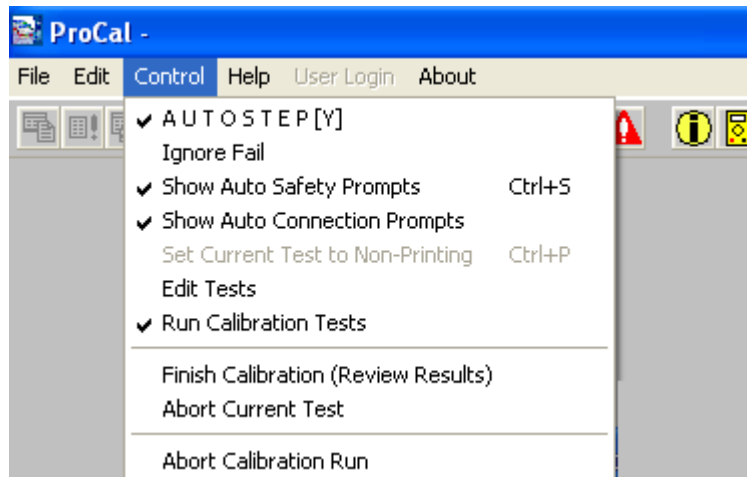 ProCal -
File Edit Control Help User Login About
A U T O S T E P [Y]
Ignore Fail
Show Auto Safety Prompts Ctrl+S
Show Auto Connection Prompts
Set Current Test to Non-Printing Ctrl+P
Edit Tests
Run Calibration Tests
Finish Calibration (Review Results)
Abort Current Test
Abort Calibration Run